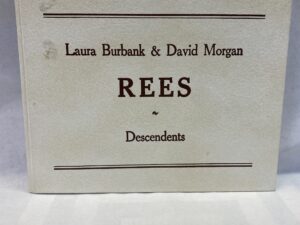 Laura Burbank & David Morgan
REES
~
Descendents